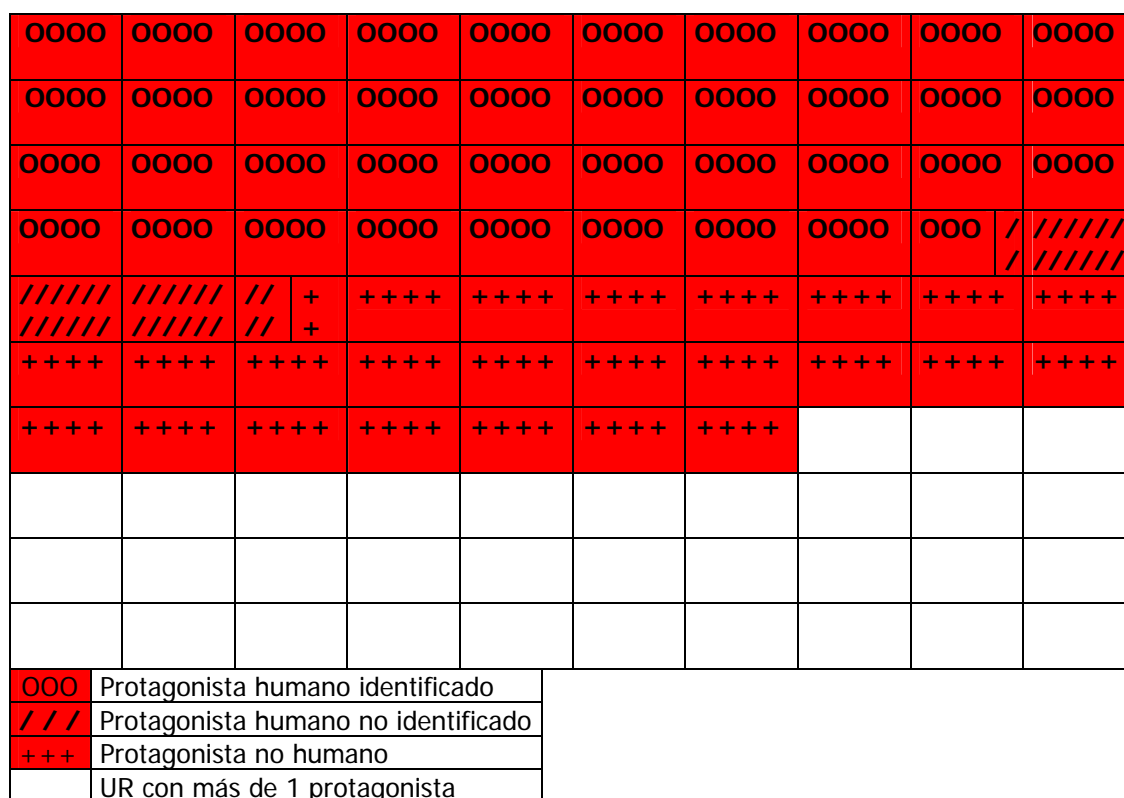 OOOO OOOO OOOO OOOO OOOO OOOO OOOO OOOO OOOO OOOO
OOOO OOOO OOOO OOOO OOOO OOOO OOOO OOOO OOOO OOOO
OOOO OOOO OOOO OOOO OOOO OOOO OOOO OOOO OOOO OOOO
OOOO OOOO OOOO OOOO OOOO OOOO OOOO OOOO OOO / //////
/ //////
////// ////// // + ++++ ++++ ++++ ++++ ++++ ++++ ++++
////// ////// // +
++++ ++++ ++++ ++++ ++++ ++++ ++++ ++++ ++++ ++++
++++ ++++ ++++ ++++ ++++ ++++ ++++
OOO Protagonista humano identificado
/ / / Protagonista humano no identificado
+++ Protagonista no humano
UR con más de 1 protagonista